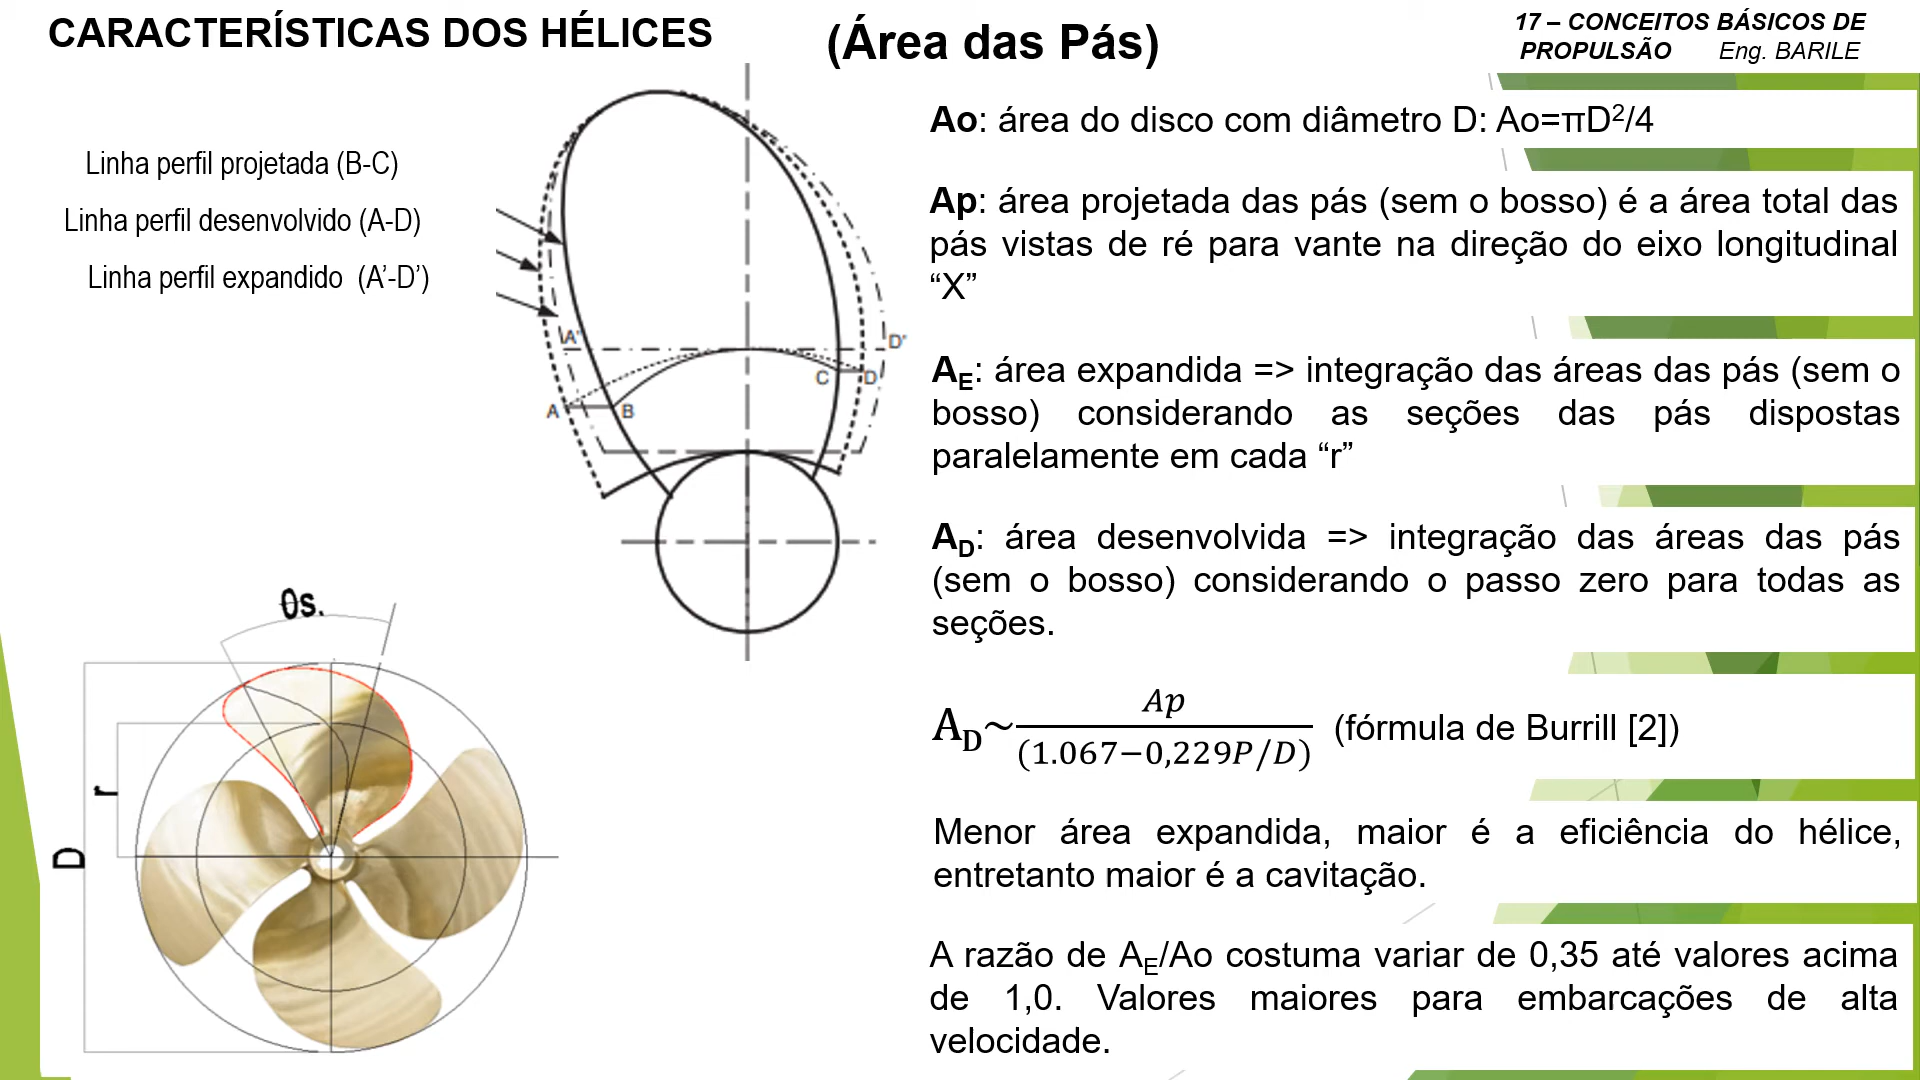 CARACTERÍSTICAS DOS HÉLICES
(Área das Pás)
17 – CONCEITOS BÁSICOS DE
PROPULSÃO Eng. BARILE
Linha perfil projetada (B-C)
Linha perfil desenvolvido (A-D)
Linha perfil expandido (A’-D’)
A'
D'
C
D
A
B
θs.
r
D
Ao: área do disco com diâmetro D: Ao=πD²/4
Ap: área projetada das pás (sem o bosso) é a área total das
pás vistas de ré para vante na direção do eixo longitudinal
“X”
A_E: área expandida => integração das áreas das pás (sem o
bosso) considerando as seções das pás dispostas
paralelamente em cada “r”
A_D: área desenvolvida => integração das áreas das pás
(sem o bosso) considerando o passo zero para todas as
seções.
A_D~Ap/(1.067−0,229P/D) (fórmula de Burrill [2])
Menor área expandida, maior é a eficiência do hélice,
entretanto maior é a cavitação.
A razão de A_E/Ao costuma variar de 0,35 até valores acima
de 1,0. Valores maiores para embarcações de alta
velocidade.